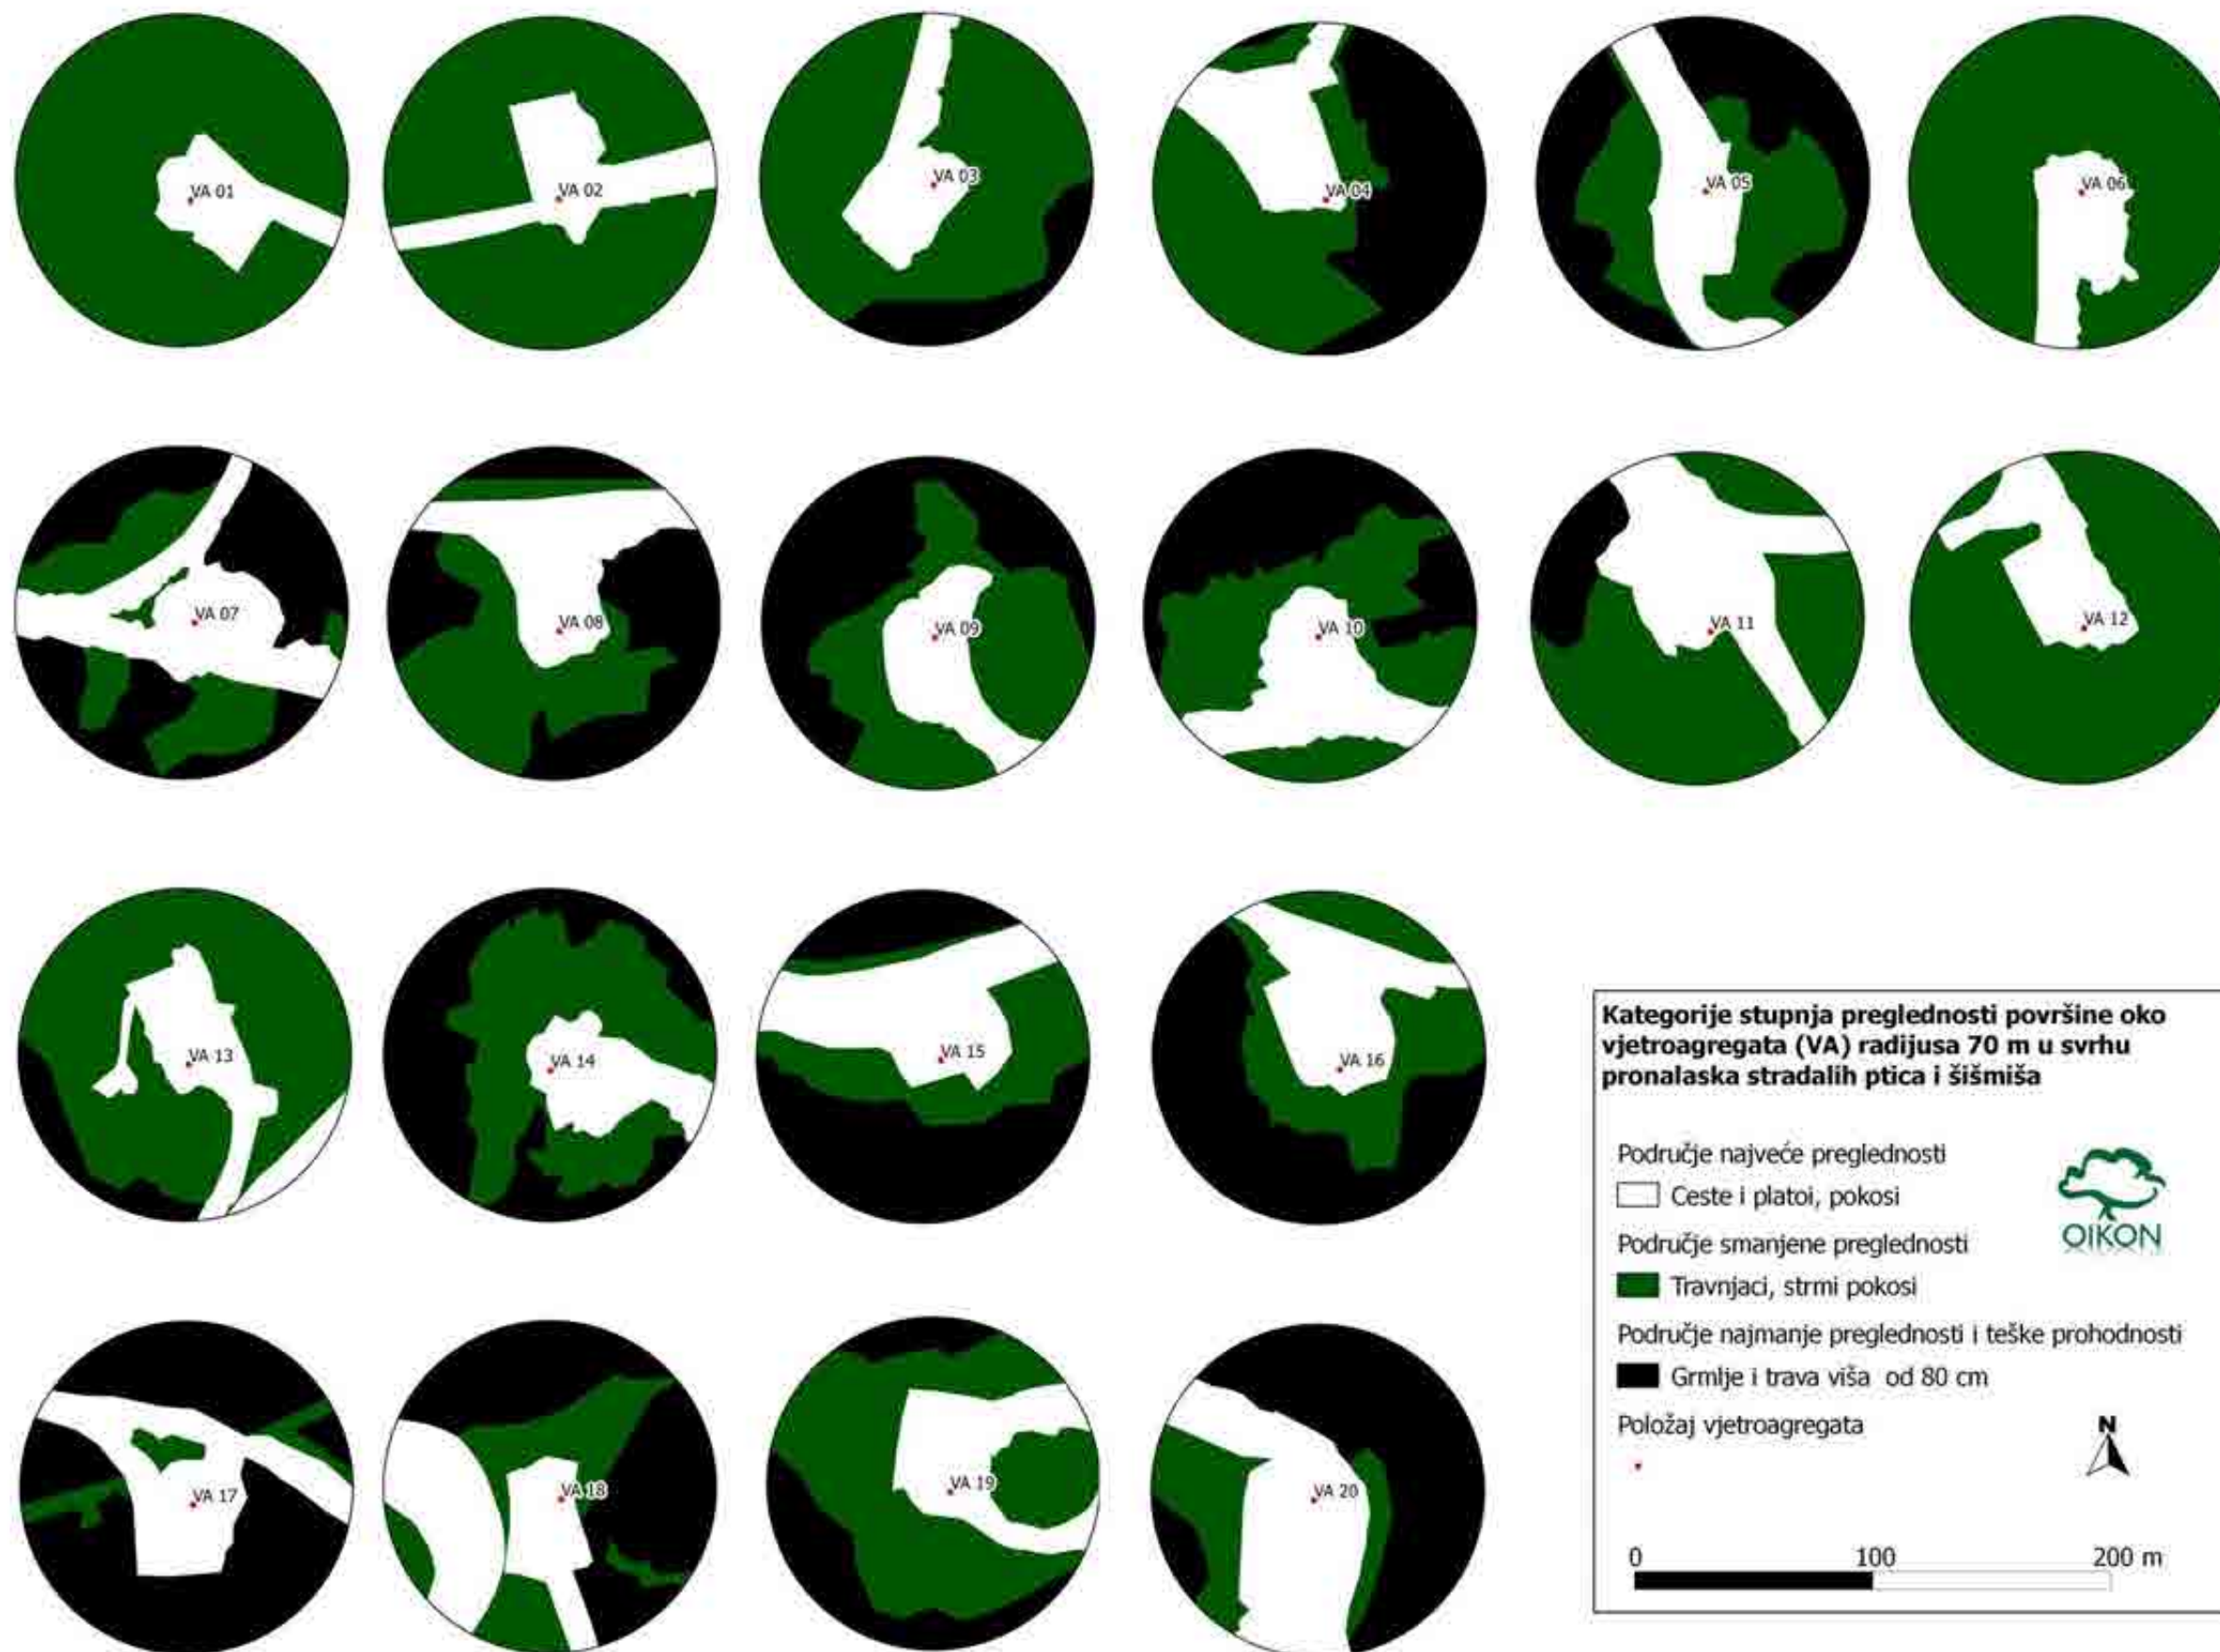 VA 01
VA 02
VA 03
VA 04
VA 05
VA 06
VA 07
VA 08
VA 09
VA 10
VA 11
VA 12
VA 13
VA 14
VA 15
VA 16
VA 17
VA 18
VA 19
VA 20
Kategorije stupnja preglednosti površine oko
vjetroagregata (VA) radijusa 70 m u svrhu
pronalaska stradalih ptica i šišmiša
Područje najveće preglednosti
Ceste i platoi, pokosi
Područje smanjene preglednosti
OIKON
Travnjaci, strmi pokosi
Područje najmanje preglednosti i teške prohodnosti
Grmlje i trava viša od 80 cm
Položaj vjetroagregata
N
0 100 200 m